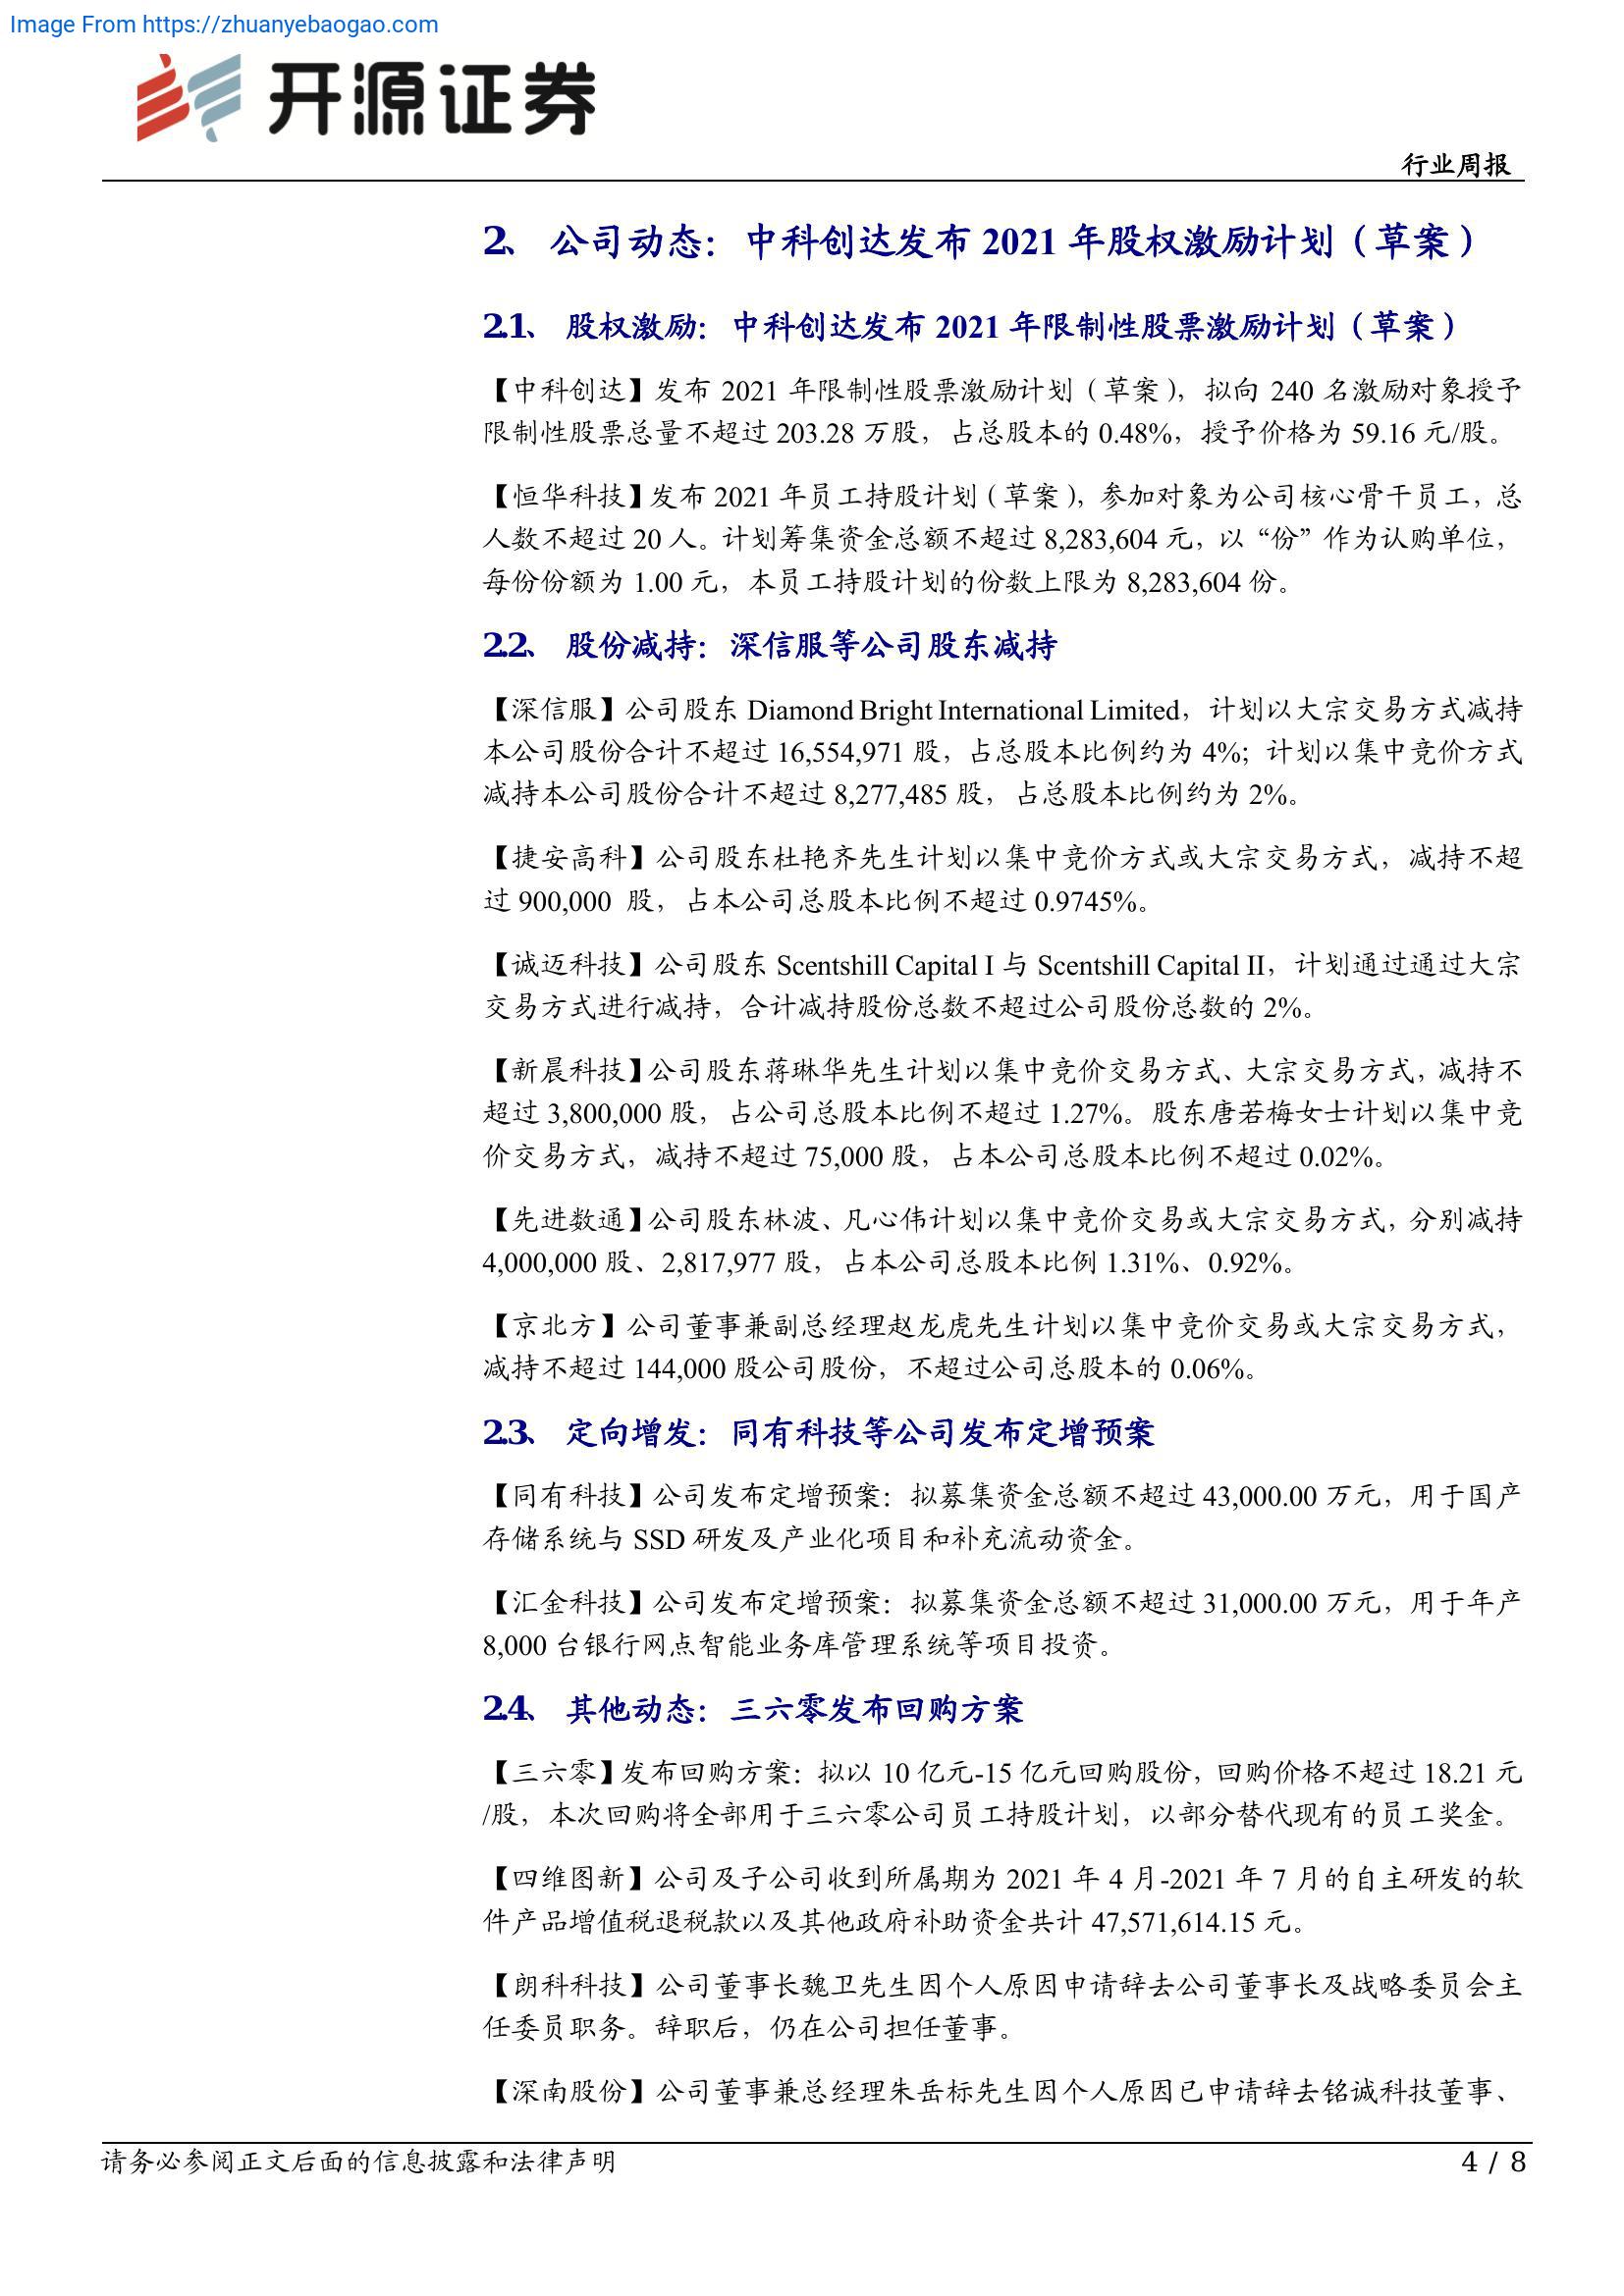 Image From https://zhuanyebaogao.com
开源证券
行业周报
2、 公司动态：中科创达发布 2021 年股权激励计划（草案）
2.1、 股权激励：中科创达发布 2021 年限制性股票激励计划（草案）
【中科创达】发布 2021 年限制性股票激励计划（草案），拟向 240 名激励对象授予
限制性股票总量不超过 203.28 万股，占总股本的 0.48%，授予价格为 59.16 元/股。
【恒华科技】发布 2021 年员工持股计划（草案），参加对象为公司核心骨干员工，总
人数不超过 20 人。计划筹集资金总额不超过 8,283,604 元，以“份”作为认购单位，
每份份额为 1.00 元，本员工持股计划的份数上限为 8,283,604 份。
2.2、 股份减持：深信服等公司股东减持
【深信服】公司股东 Diamond Bright International Limited，计划以大宗交易方式减持
本公司股份合计不超过 16,554,971 股，占总股本比例约为 4%；计划以集中竞价方式
减持本公司股份合计不超过 8,277,485 股，占总股本比例约为 2%。
【捷安高科】公司股东杜艳齐先生计划以集中竞价方式或大宗交易方式，减持不超
过 900,000 股，占本公司总股本比例不超过 0.9745%。
【诚迈科技】公司股东 Scentshill Capital I 与 Scentshill Capital II，计划通过通过大宗
交易方式进行减持，合计减持股份总数不超过公司股份总数的 2%。
【新晨科技】公司股东蒋琳华先生计划以集中竞价交易方式、大宗交易方式，减持不
超过 3,800,000 股，占公司总股本比例不超过 1.27%。股东唐若梅女士计划以集中竞
价交易方式，减持不超过 75,000 股，占本公司总股本比例不超过 0.02%。
【先进数通】公司股东林波、凡心伟计划以集中竞价交易或大宗交易方式，分别减持
4,000,000 股、2,817,977 股，占本公司总股本比例 1.31%、0.92%。
【京北方】公司董事兼副总经理赵龙虎先生计划以集中竞价交易或大宗交易方式，
减持不超过 144,000 股公司股份，不超过公司总股本的 0.06%。
2.3、 定向增发：同有科技等公司发布定增预案
【同有科技】公司发布定增预案：拟募集资金总额不超过 43,000.00 万元，用于国产
存储系统与 SSD 研发及产业化项目和补充流动资金。
【汇金科技】公司发布定增预案：拟募集资金总额不超过 31,000.00 万元，用于年产
8,000 台银行网点智能业务库管理系统等项目投资。
2.4、 其他动态：三六零发布回购方案
【三六零】发布回购方案：拟以 10 亿元-15 亿元回购股份，回购价格不超过 18.21 元
/股，本次回购将全部用于三六零公司员工持股计划，以部分替代现有的员工奖金。
【四维图新】公司及子公司收到所属期为 2021 年 4 月-2021 年 7 月的自主研发的软
件产品增值税退税款以及其他政府补助资金共计 47,571,614.15 元。
【朗科科技】公司董事长魏卫先生因个人原因申请辞去公司董事长及战略委员会主
任委员职务。辞职后，仍在公司担任董事。
【深南股份】公司董事兼总经理朱岳标先生因个人原因已申请辞去铭诚科技董事、
请务必参阅正文后面的信息披露和法律声明
4 / 8